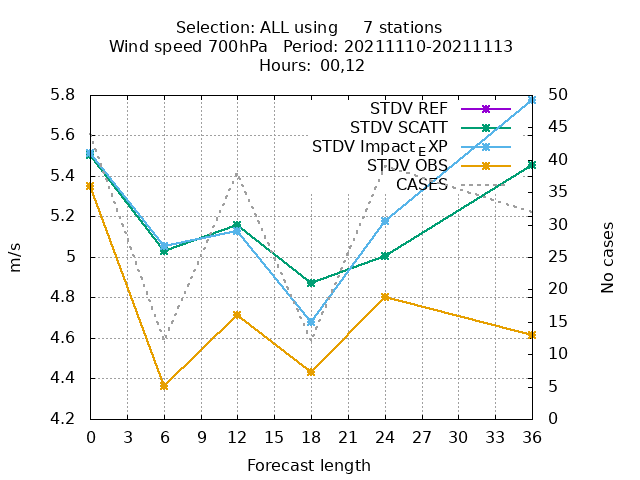 Selection: ALL using 7 stations
Wind speed 700hPa Period: 20211110-20211113
Hours: 00,12
STDV REF
STDV SCATT
STDV Impact_EXP
STDV OBS
CASES
5.8
5.6
5.4
5.2
5
4.8
4.6
4.4
4.2
50
45
40
35
30
25
20
15
10
5
0
m/s
No cases
0 3 6 9 12 15 18 21 24 27 30 33 36
Forecast length